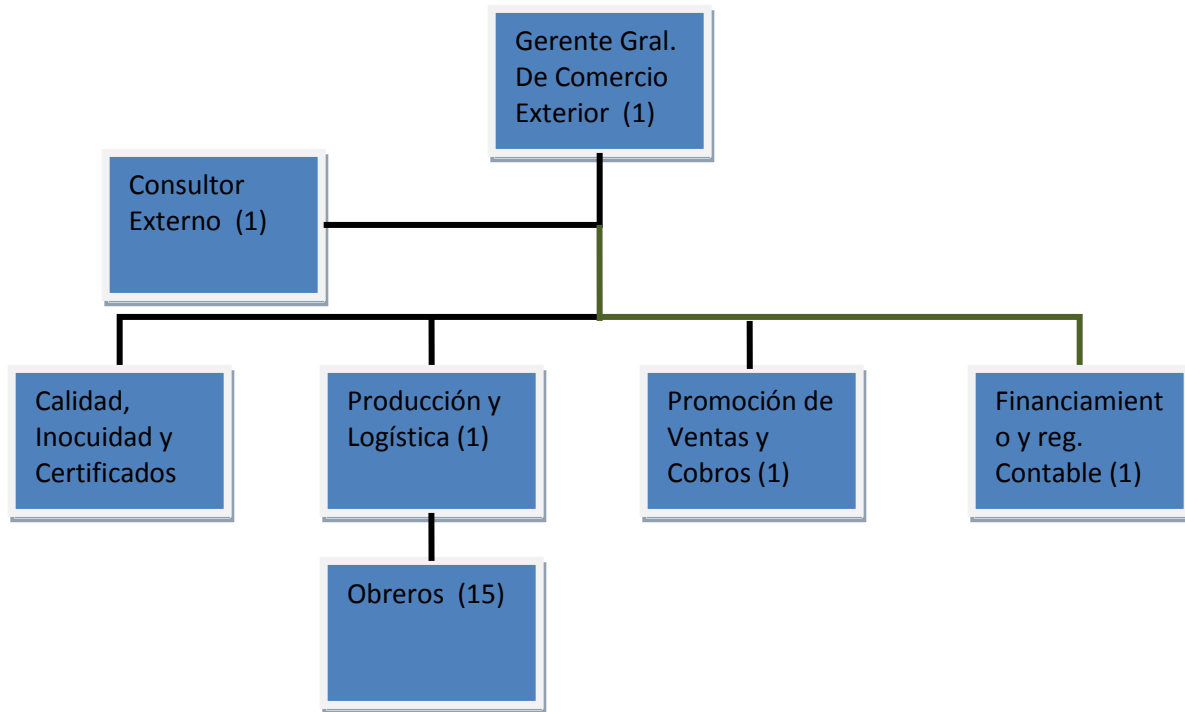 Gerente Gral.
De Comercio
Exterior (1)
Consultor
Externo (1)
Calidad,
Inocuidad y
Certificados
Producción y
Logística (1)
Promoción de
Ventas y
Cobros (1)
Financiamient
o y reg.
Contable (1)
Obreros (15)